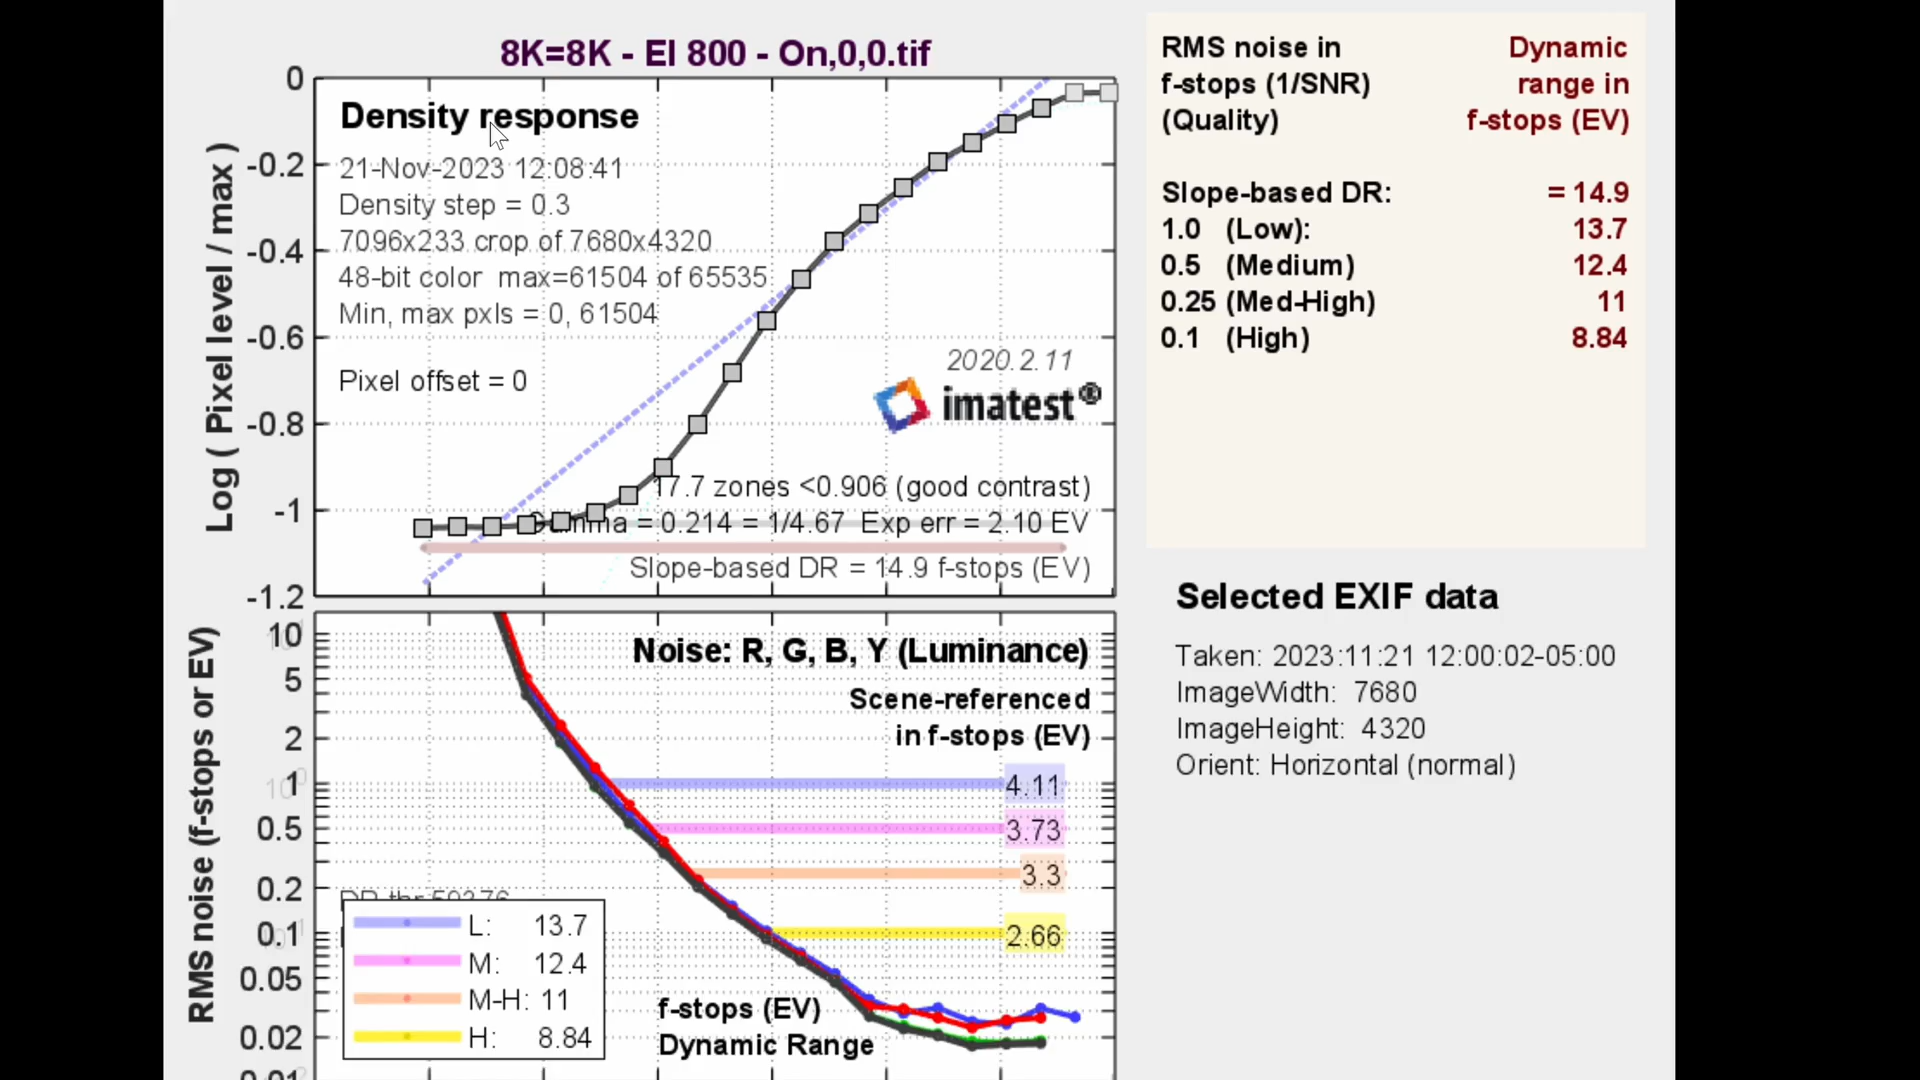 8K=8K - EI 800 - On,0,0.tif
0
-0.2
-0.4
-0.6
-0.8
-1
-1.2
Log ( Pixel level / max )
Density response
21-Nov-2023 12:08:41
Density step = 0.3
7096x233 crop of 7680x4320
48-bit color  max=61504 of 65535
Min, max pxls = 0, 61504
Pixel offset = 0
2020.2.11
imatest®
17.7 zones <0.906 (good contrast)
= 0.214 = 1/4.67  Exp err = 2.10 EV
Slope-based DR = 14.9 f-stops (EV)
10
5
2
1
0.5
0.2
0.1
0.05
0.02
RMS noise (f-stops or EV)
Noise: R, G, B, Y (Luminance)
Scene-referenced
in f-stops (EV)
4.11
3.73
3.3
2.66
L: 13.7
M: 12.4
M-H: 11
H: 8.84
f-stops (EV)
Dynamic Range
RMS noise in Dynamic
f-stops (1/SNR) range in
(Quality) f-stops (EV)
Slope-based DR: = 14.9
1.0 (Low): 13.7
0.5 (Medium) 12.4
0.25 (Med-High) 11
0.1 (High) 8.84
Selected EXIF data
Taken: 2023:11:21 12:00:02-05:00
ImageWidth: 7680
ImageHeight: 4320
Orient: Horizontal (normal)